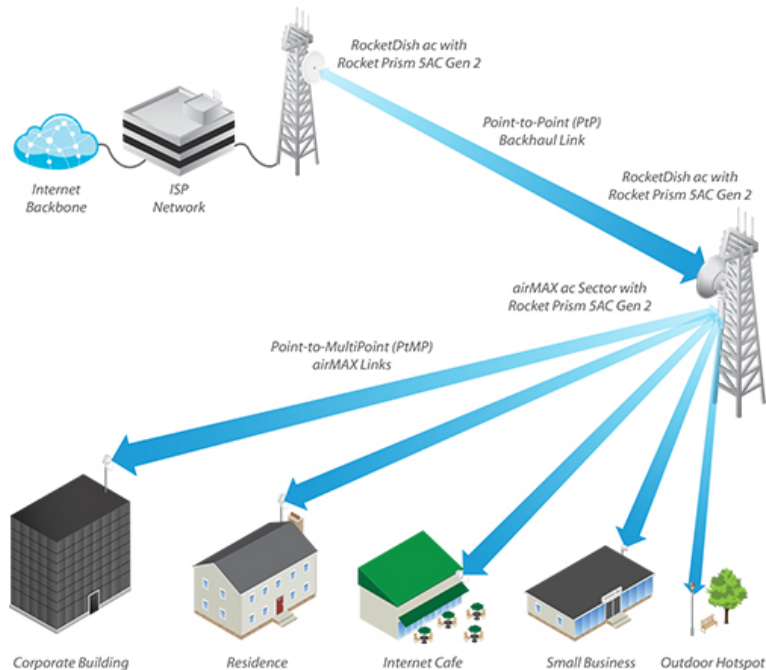 RocketDish ac with
Rocket Prism 5AC Gen 2
Point-to-Point (PtP)
Backhaul Link
Internet
Backbone
ISP
Network
RocketDish ac with
Rocket Prism 5AC Gen 2
airMAX ac Sector with
Rocket Prism 5AC Gen 2
Point-to-MultiPoint (PtMP)
airMAX Links
Corporate Building
Residence
Internet Cafe
Small Business
Outdoor Hotspot